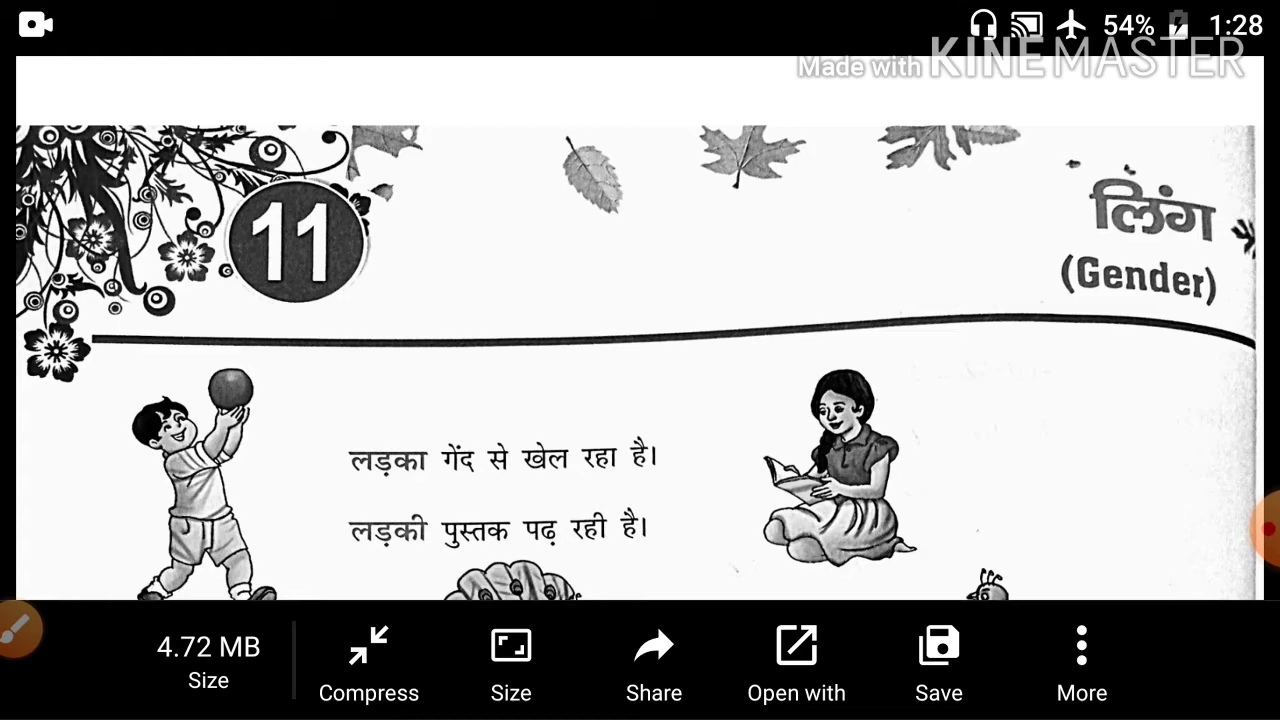 54% 1:28
Made with KINEMASTER
11
लिंग
(Gender)
लड़का गेंद से खेल रहा है।
लड़की पुस्तक पढ़ रही है।
4.72 MB
Size
Compress
Size
Share
Open with
Save
More